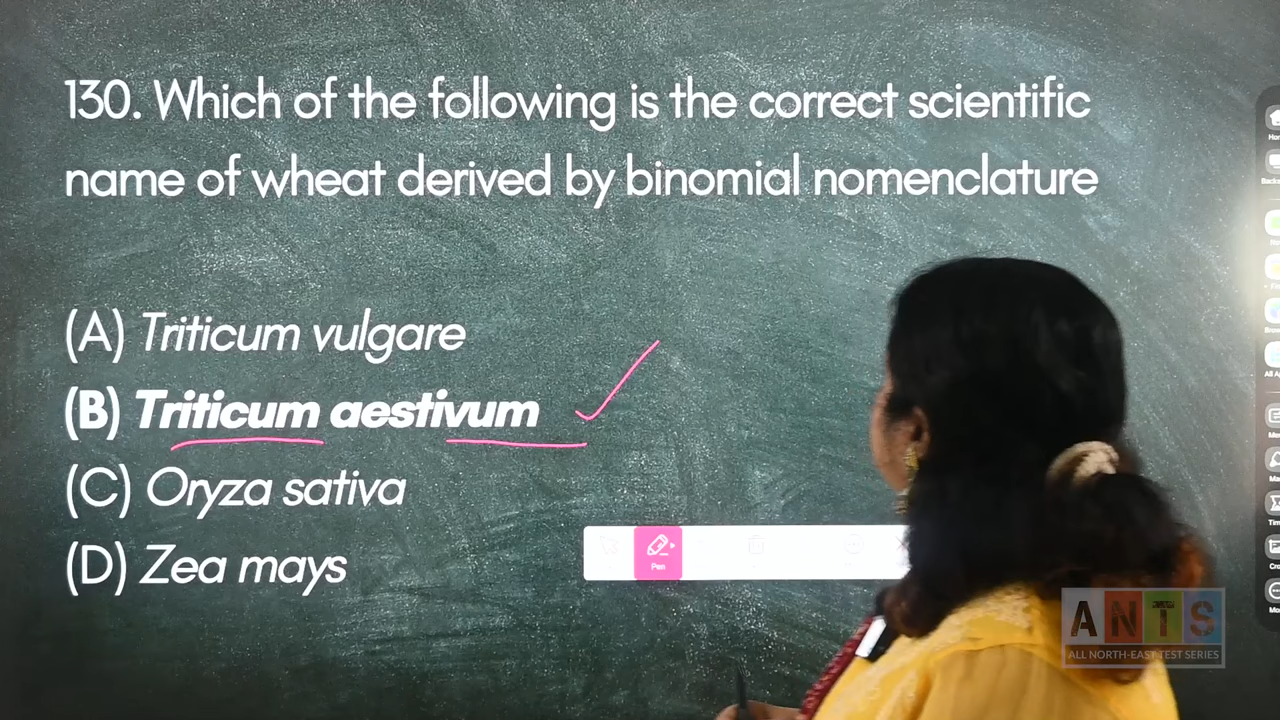 130. Which of the following is the correct scientific
name of wheat derived by binomial nomenclature
(A) Triticum vulgare
(B) Triticum aestivum
(C) Oryza sativa
(D) Zea mays
Pen
ANTS
ALL NORTH-EAST TEST SERIES